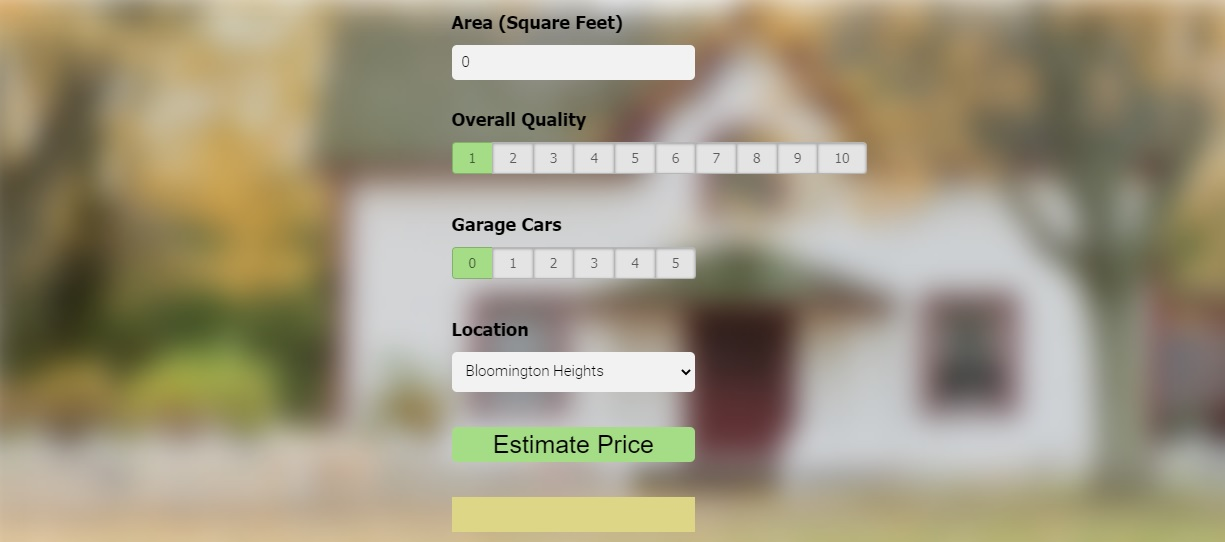 Area (Square Feet)
0
Overall Quality
1 2 3 4 5 6 7 8 9 10
Garage Cars
0 1 2 3 4 5
Location
Bloomington Heights
Estimate Price